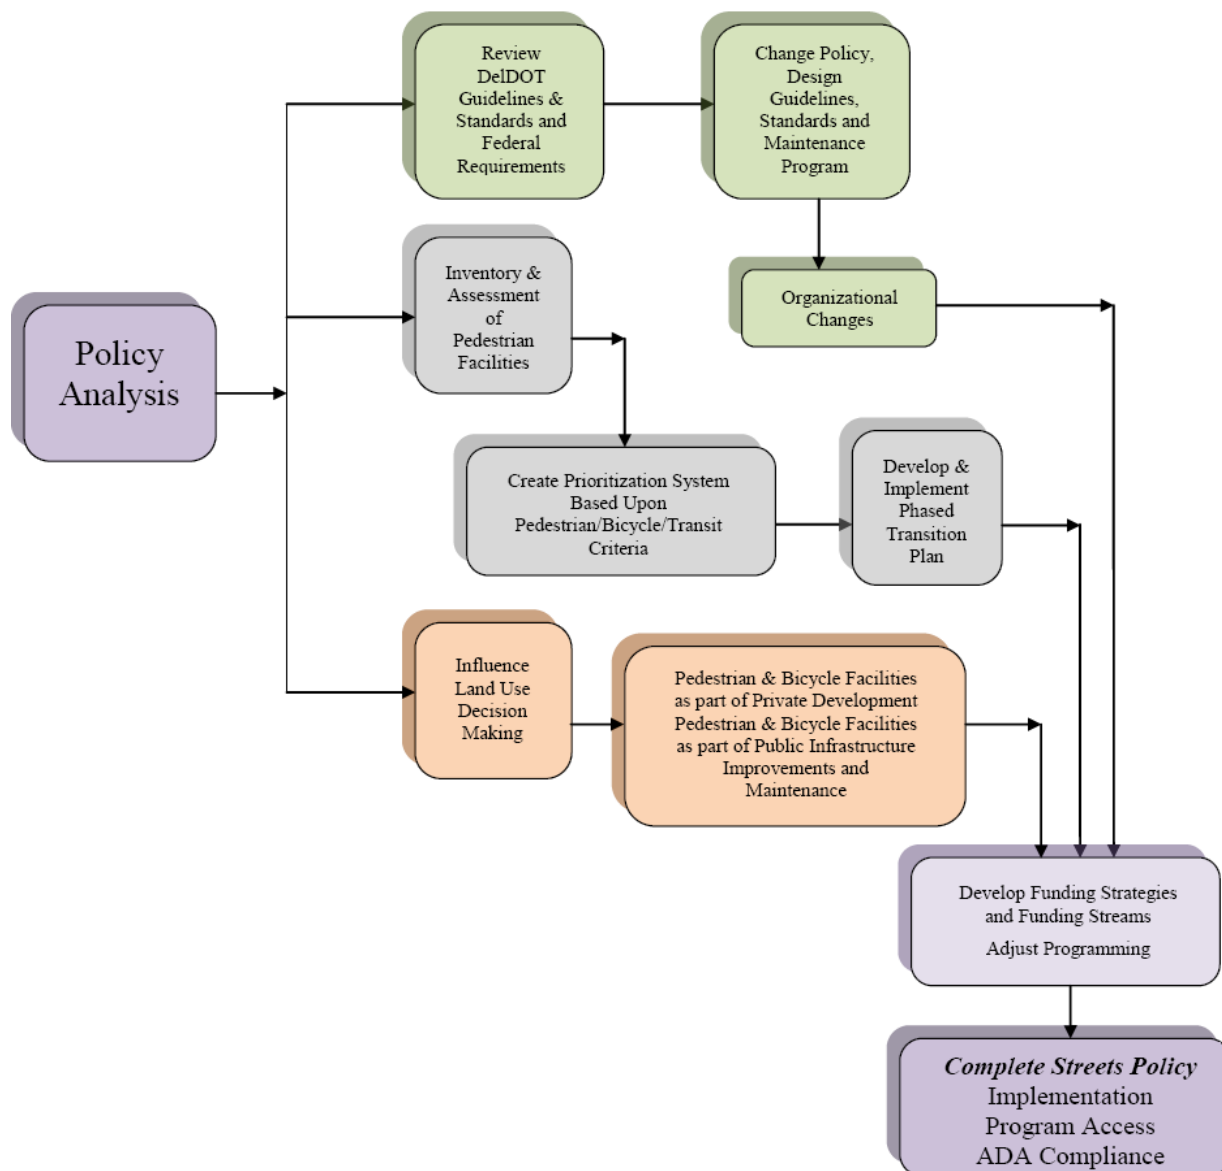 Review
DelDOT
Guidelines &
Standards and
Federal
Requirements
Change Policy,
Design
Guidelines,
Standards and
Maintenance
Program
Inventory &
Assessment
of
Pedestrian
Facilities
Organizational
Changes
Policy
Analysis
Create Prioritization System
Based Upon
Pedestrian/Bicycle/Transit
Criteria
Develop &
Implement
Phased
Transition
Plan
Influence
Land Use
Decision
Making
Pedestrian & Bicycle Facilities
as part of Private Development
Pedestrian & Bicycle Facilities
as part of Public Infrastructure
Improvements and
Maintenance
Develop Funding Strategies
and Funding Streams
Adjust Programming
Complete Streets Policy
Implementation
Program Access
ADA Compliance